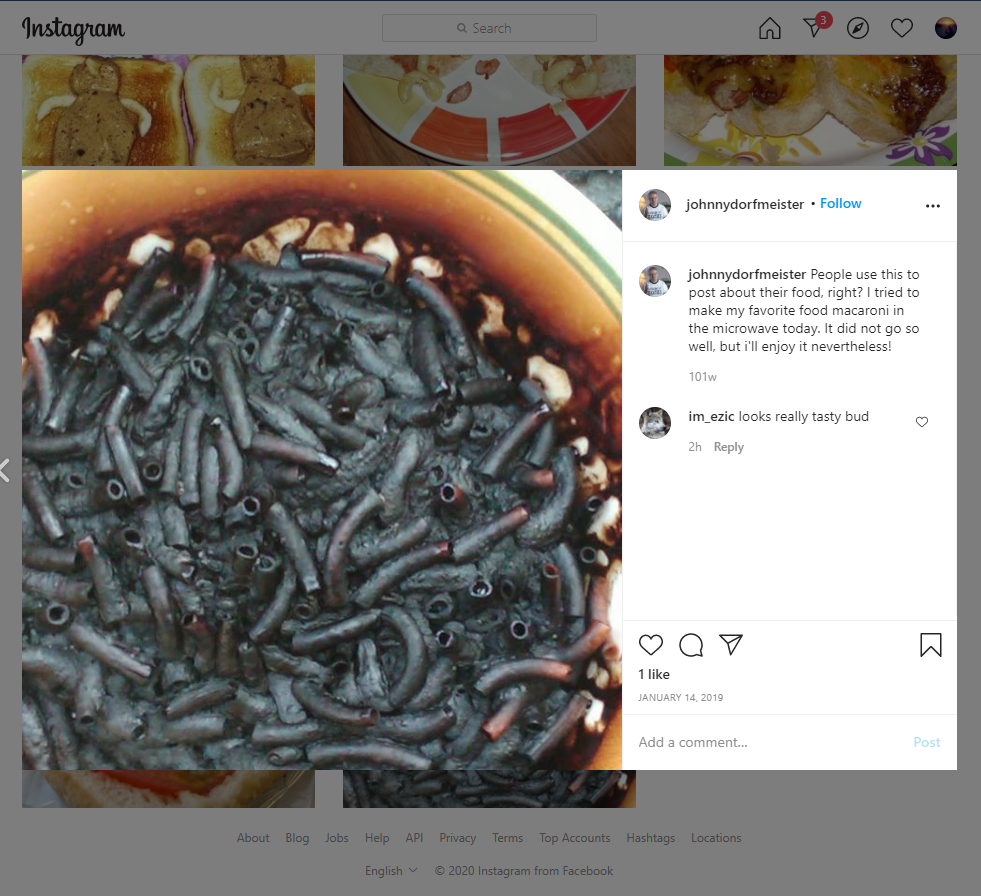 Instagram
Search
3
johnnydorfmeister • Follow
johnnydorfmeister People use this to
post about their food, right? I tried to
make my favorite food macaroni in
the microwave today. It did not go so
well, but i'll enjoy it nevertheless!
101w
im_ezic looks really tasty bud
2h Reply
1 like
JANUARY 14, 2019
Add a comment... Post
About Blog Jobs Help API Privacy Terms Top Accounts Hashtags Locations
English © 2020 Instagram from Facebook